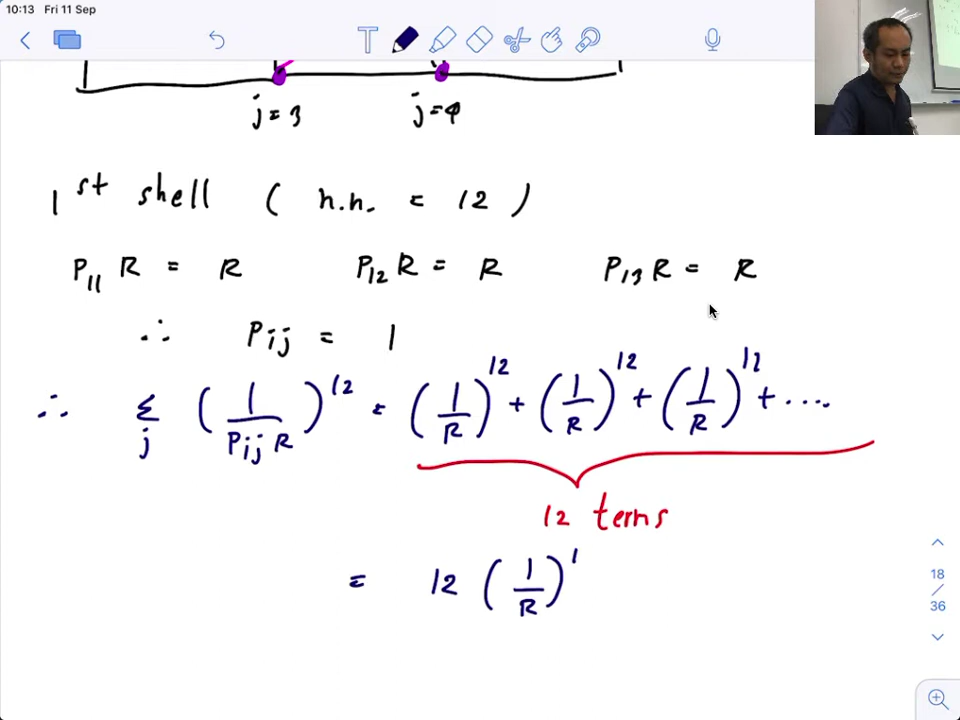 10:13 Fri 11 Sep
T
j=3 j=4
1st shell ( n.n. = 12 )
P11 R = R P12 R = R P13 R = R
∴ Pij = 1
∴ Σj (1/(Pij R))^12 = (1/R)^12 + (1/R)^12 + (1/R)^12 + ....
12 terms
= 12 (1/R)^1
18
/
36